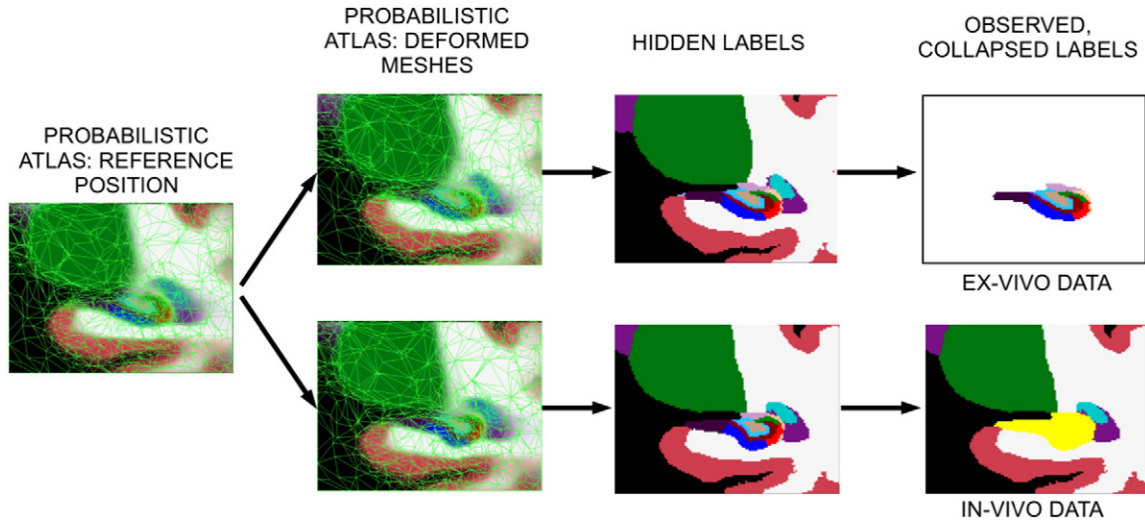 PROBABILISTIC
ATLAS: REFERENCE
POSITION
PROBABILISTIC
ATLAS: DEFORMED
MESHES
HIDDEN LABELS
OBSERVED,
COLLAPSED LABELS
EX-VIVO DATA
IN-VIVO DATA